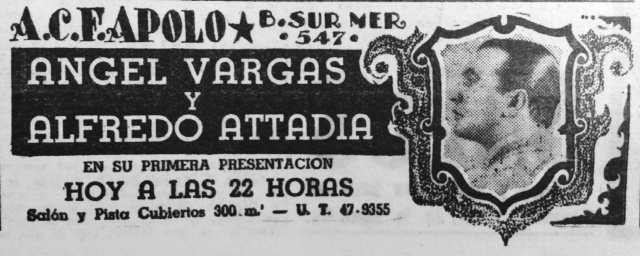 A.C.F. APOLO ★ B. SUR MER
· 547 ·
ANGEL VARGAS
Y
ALFREDO ATTADIA
EN SU PRIMERA PRESENTACION
HOY A LAS 22 HORAS
Salón y Pista Cubiertos 300 m.² — U. T. 47-9355